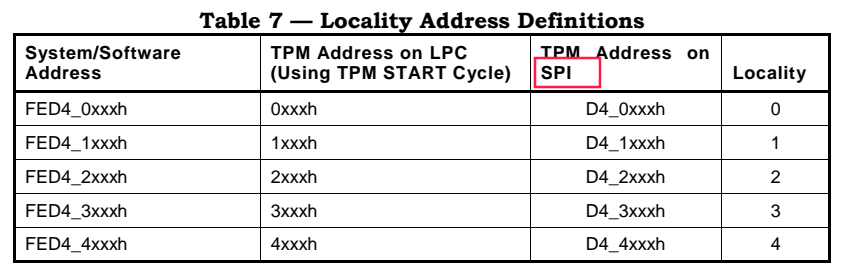 Table 7 — Locality Address Definitions
System/Software Address | TPM Address on LPC (Using TPM START Cycle) | TPM Address on SPI | Locality
FED4_0xxxh | 0xxxh | D4_0xxxh | 0
FED4_1xxxh | 1xxxh | D4_1xxxh | 1
FED4_2xxxh | 2xxxh | D4_2xxxh | 2
FED4_3xxxh | 3xxxh | D4_3xxxh | 3
FED4_4xxxh | 4xxxh | D4_4xxxh | 4